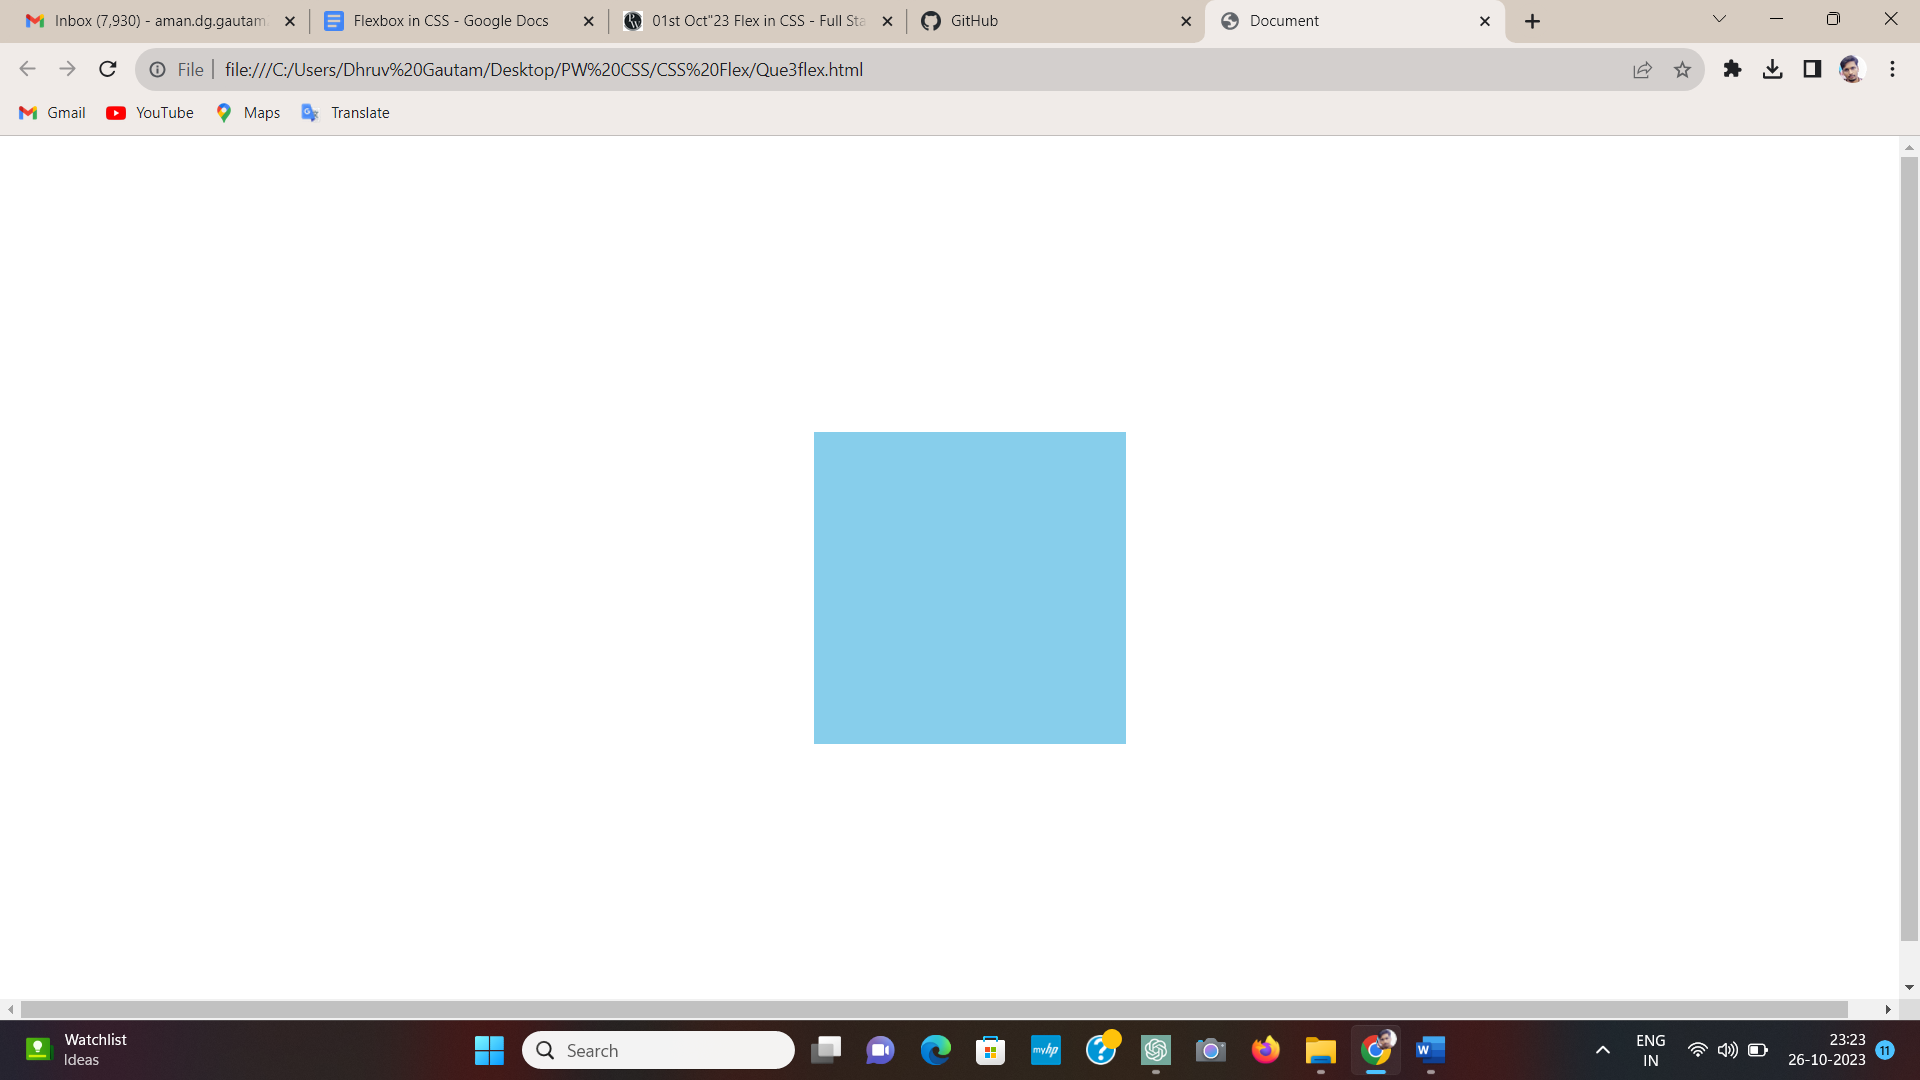 Inbox (7,930) - aman.dg.gautam
Flexbox in CSS - Google Docs
01st Oct"23 Flex in CSS - Full Sta
GitHub
Document
File
file:///C:/Users/Dhruv%20Gautam/Desktop/PW%20CSS/CSS%20Flex/Que3flex.html
Gmail
YouTube
Maps
Translate
Watchlist
Ideas
Search
myhp
W
ENG
IN
23:23
26-10-2023
11